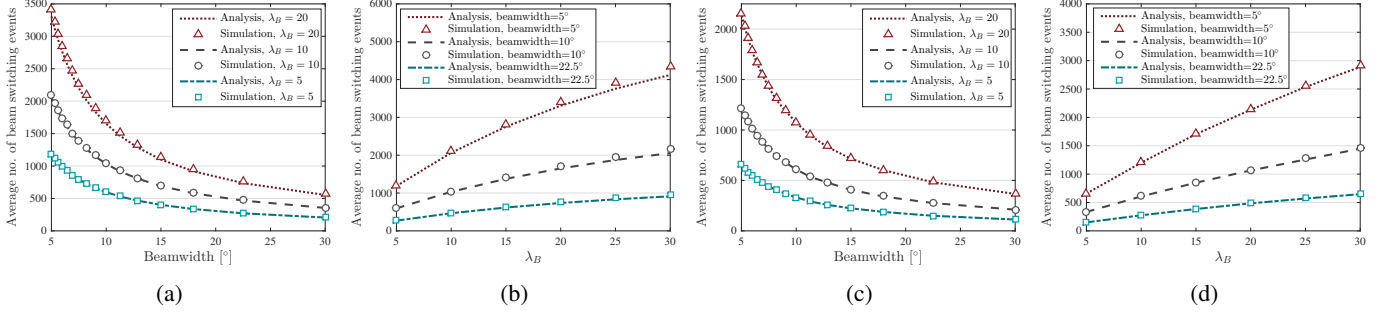 Average no. of beam switching events
3500
3000
2500
2000
1500
1000
500
0
5 10 15 20 25 30
Beamwidth [°]
Analysis, λ_B = 20
Simulation, λ_B = 20
Analysis, λ_B = 10
Simulation, λ_B = 10
Analysis, λ_B = 5
Simulation, λ_B = 5
(a)
Average no. of beam switching events
6000
5000
4000
3000
2000
1000
0
5 10 15 20 25 30
λ_B
Analysis, beamwidth=5°
Simulation, beamwidth=5°
Analysis, beamwidth=10°
Simulation, beamwidth=10°
Analysis, beamwidth=22.5°
Simulation, beamwidth=22.5°
(b)
Average no. of beam switching events
2000
1500
1000
500
0
5 10 15 20 25 30
Beamwidth [°]
Analysis, λ_B = 20
Simulation, λ_B = 20
Analysis, λ_B = 10
Simulation, λ_B = 10
Analysis, λ_B = 5
Simulation, λ_B = 5
(c)
Average no. of beam switching events
4000
3500
3000
2500
2000
1500
1000
500
0
5 10 15 20 25 30
λ_B
Analysis, beamwidth=5°
Simulation, beamwidth=5°
Analysis, beamwidth=10°
Simulation, beamwidth=10°
Analysis, beamwidth=22.5°
Simulation, beamwidth=22.5°
(d)